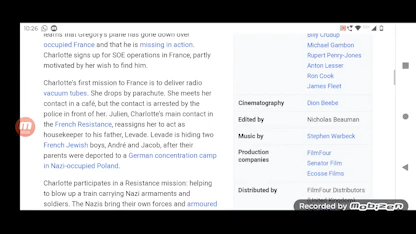 10:26
learns that Gregory's plane has gone down over
occupied France and that he is missing in action.
Charlotte signs up for SOE operations in France, partly
motivated by her wish to find him.
Charlotte's first mission to France is to deliver radio
vacuum tubes. She drops by parachute. She meets her
contact in a café, but the contact is arrested by the
police in front of her. Julien, Charlotte's main contact in
the French Resistance, reassigns her to act as
housekeeper to his father, Levade. Levade is hiding two
French Jewish boys, André and Jacob, after their
parents were deported to a German concentration camp
in Nazi-occupied Poland.
Charlotte participates in a Resistance mission: helping
to blow up a train carrying Nazi armaments and
soldiers. The Nazis bring their own forces and armoured
Billy Crudup
Michael Gambon
Rupert Penry-Jones
Anton Lesser
Ron Cook
James Fleet
Cinematography Dion Beebe
Edited by Nicholas Beauman
Music by Stephen Warbeck
Production companies FilmFour
Senator Film
Ecosse Films
Distributed by FilmFour Distributors
Recorded by Mobizen